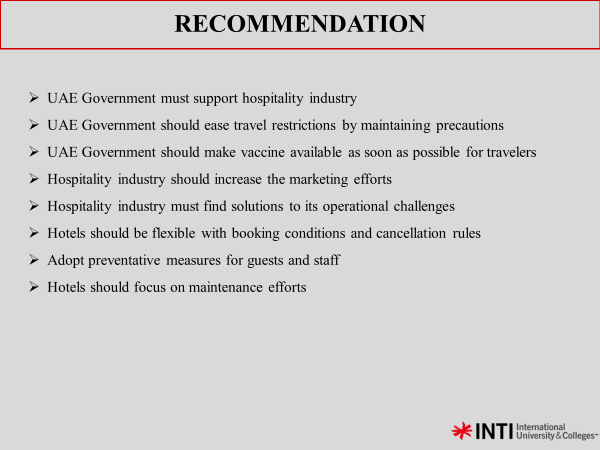 RECOMMENDATION
➢ UAE Government must support hospitality industry
➢ UAE Government should ease travel restrictions by maintaining precautions
➢ UAE Government should make vaccine available as soon as possible for travelers
➢ Hospitality industry should increase the marketing efforts
➢ Hospitality industry must find solutions to its operational challenges
➢ Hotels should be flexible with booking conditions and cancellation rules
➢ Adopt preventative measures for guests and staff
➢ Hotels should focus on maintenance efforts
INTI International
University & Colleges™